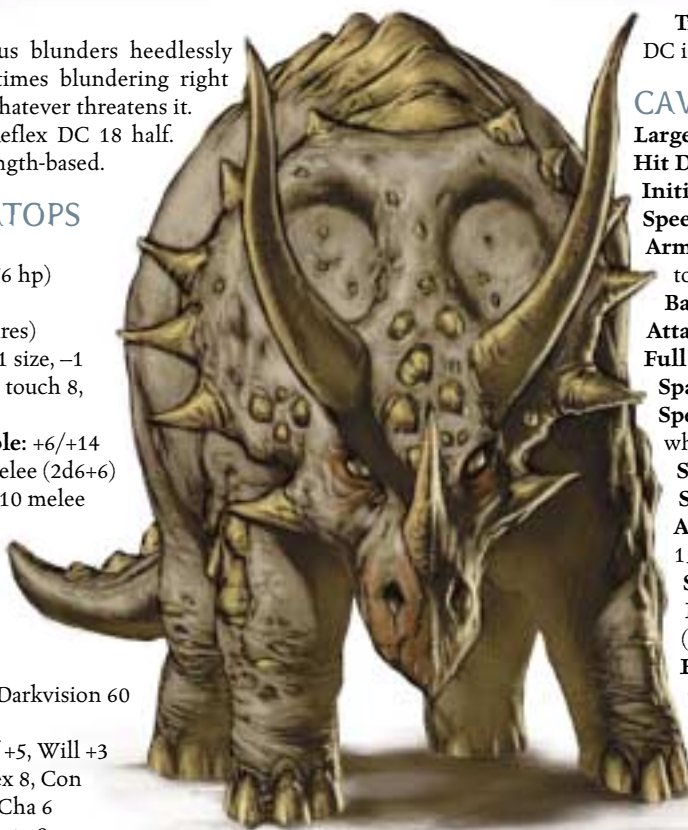 us blunders heedlessly
times blundering right
hatever threatens it.
eflex DC 18 half.
ngth-based.
ATOPS
6 hp)
res)
1 size, –1
touch 8,
ole: +6/+14
elee (2d6+6)
10 melee
Darkvision 60
+5, Will +3
ex 8, Con
Cha 6
DC i
CAV
Large
Hit D
Initi
Spee
Arm
to
Ba
Atta
Full
Spa
Spe
wh
S
S
A
1
S
(